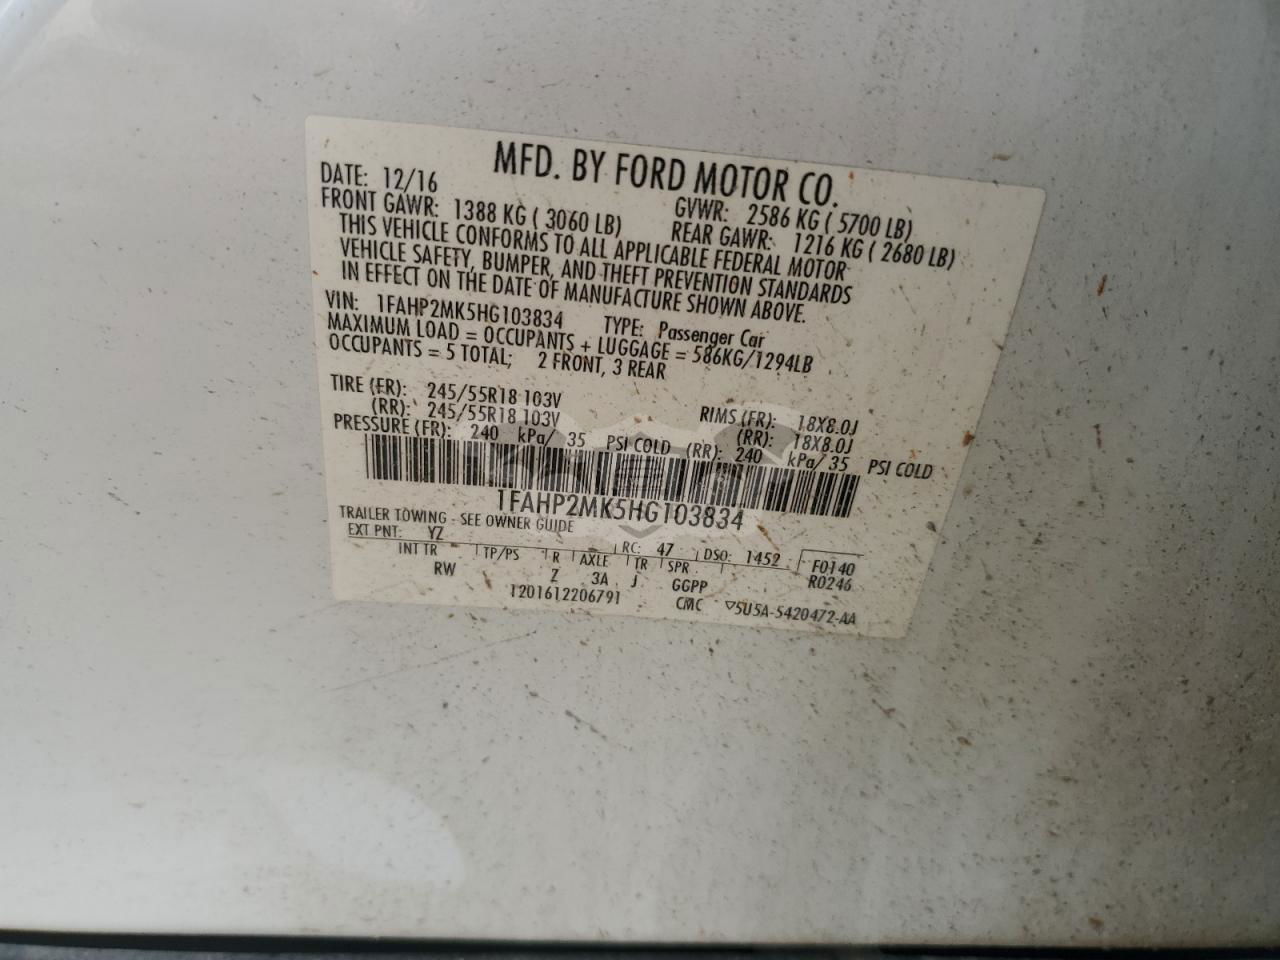 MFD. BY FORD MOTOR CO.
DATE: 12/16 GVWR: 2586 KG ( 5700 LB)
FRONT GAWR: 1388 KG ( 3060 LB) REAR GAWR: 1216 KG ( 2680 LB)
THIS VEHICLE CONFORMS TO ALL APPLICABLE FEDERAL MOTOR
VEHICLE SAFETY, BUMPER, AND THEFT PREVENTION STANDARDS
IN EFFECT ON THE DATE OF MANUFACTURE SHOWN ABOVE.
VIN: 1FAHP2MK5HG103834 TYPE: Passenger Car
MAXIMUM LOAD = OCCUPANTS + LUGGAGE = 586KG/1294LB
OCCUPANTS = 5 TOTAL; 2 FRONT, 3 REAR
TIRE (FR): 245/55R18 103V RIMS (FR): 18X8.0J
(RR): 245/55R18 103V (RR): 18X8.0J
PRESSURE (FR): 240 kPa/ 35 PSI COLD (RR): 240 kPa/ 35 PSI COLD
1FAHP2MK5HG103834
TRAILER TOWING - SEE OWNER GUIDE
EXT PNT: YZ RC: 47 DSO: 1452 F0140
INT TR TP/PS R AXLE TR SPR R0246
RW Z 3A J GGPP
1201612206791 CMC ▽5U5A-5420472-AA